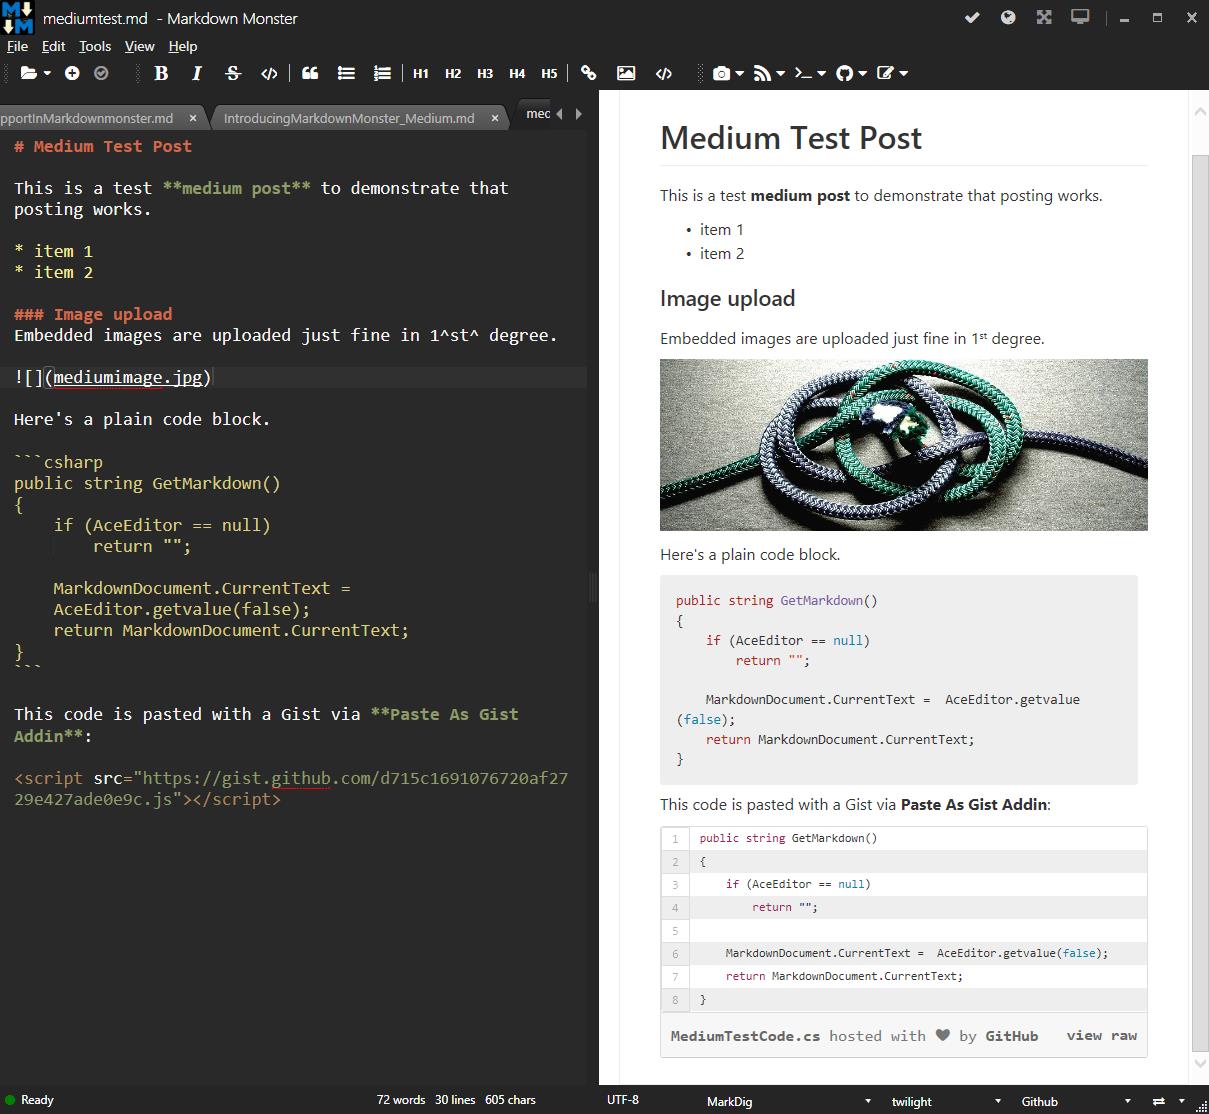 mediumtest.md - Markdown Monster
File Edit Tools View Help
B I S </> H1 H2 H3 H4 H5 </>
pportInMarkdownmonster.md × IntroducingMarkdownMonster_Medium.md × med
# Medium Test Post
This is a test **medium post** to demonstrate that
posting works.
* item 1
* item 2
### Image upload
Embedded images are uploaded just fine in 1^st^ degree.
![](mediumimage.jpg)
Here's a plain code block.
```csharp
public string GetMarkdown()
{
    if (AceEditor == null)
        return "";
    MarkdownDocument.CurrentText =
    AceEditor.getvalue(false);
    return MarkdownDocument.CurrentText;
}
```
This code is pasted with a Gist via **Paste As Gist
Addin**:
<script src="https://gist.github.com/d715c1691076720af27
29e427ade0e9c.js"></script>
Medium Test Post
This is a test medium post to demonstrate that posting works.
• item 1
• item 2
Image upload
Embedded images are uploaded just fine in 1st degree.
Here's a plain code block.
public string GetMarkdown()
{
    if (AceEditor == null)
        return "";
    MarkdownDocument.CurrentText =  AceEditor.getvalue
(false);
    return MarkdownDocument.CurrentText;
}
This code is pasted with a Gist via Paste As Gist Addin:
1 public string GetMarkdown()
2 {
3     if (AceEditor == null)
4         return "";
5
6     MarkdownDocument.CurrentText =  AceEditor.getvalue(false);
7     return MarkdownDocument.CurrentText;
8 }
MediumTestCode.cs hosted with ❤ by GitHub view raw
Ready 72 words 30 lines 605 chars UTF-8 MarkDig twilight Github